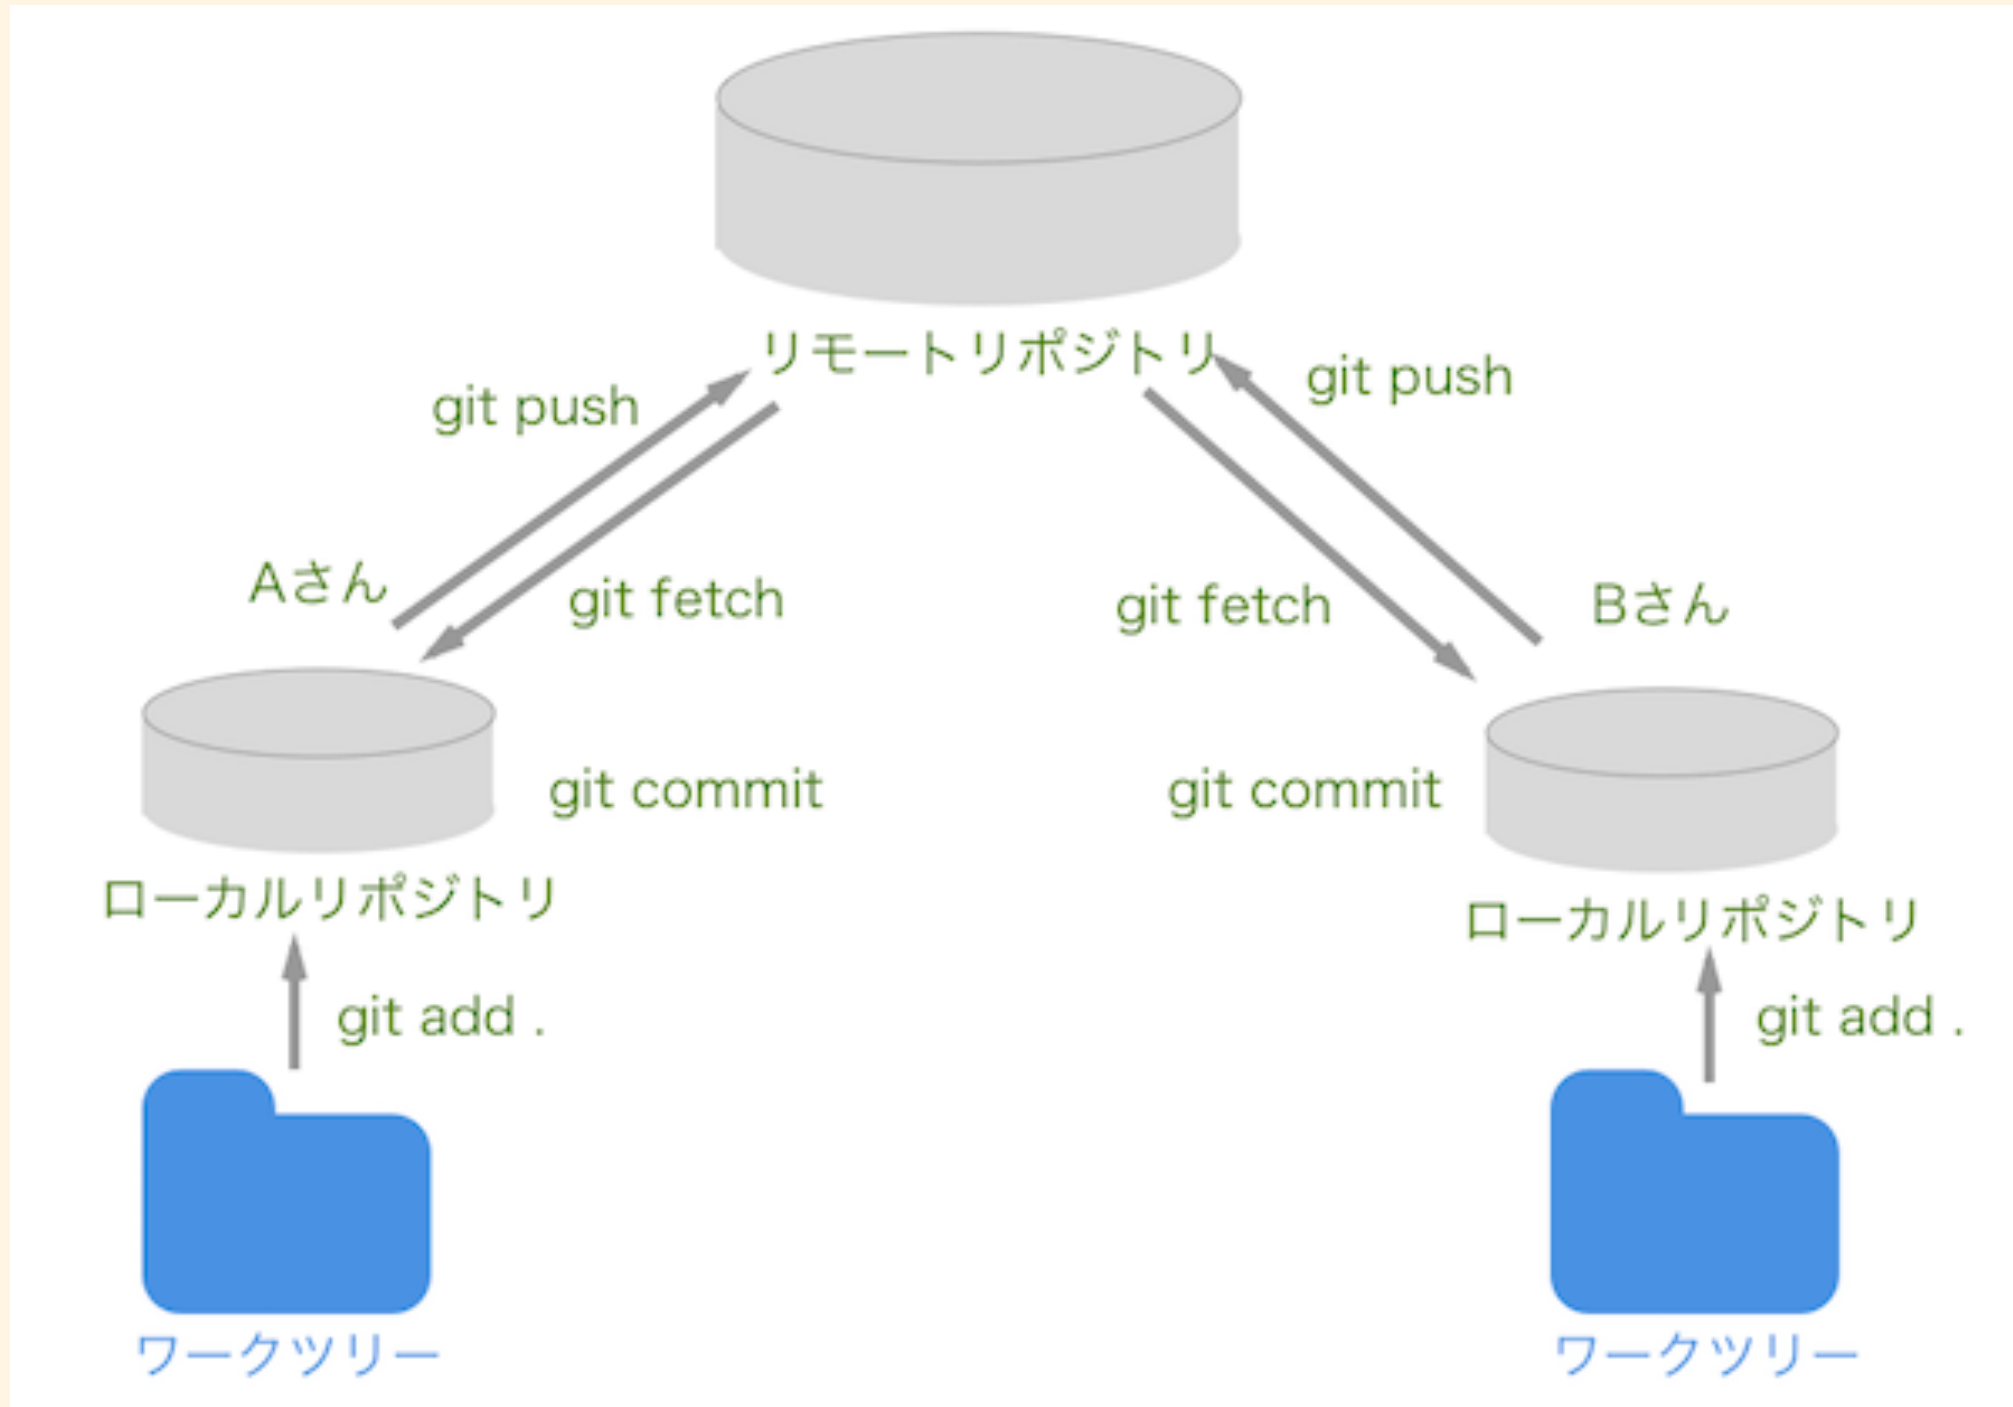 リモートリポジトリ
git push
git push
Aさん
git fetch
git fetch
Bさん
git commit
git commit
ローカルリポジトリ
ローカルリポジトリ
git add .
git add .
ワークツリー
ワークツリー